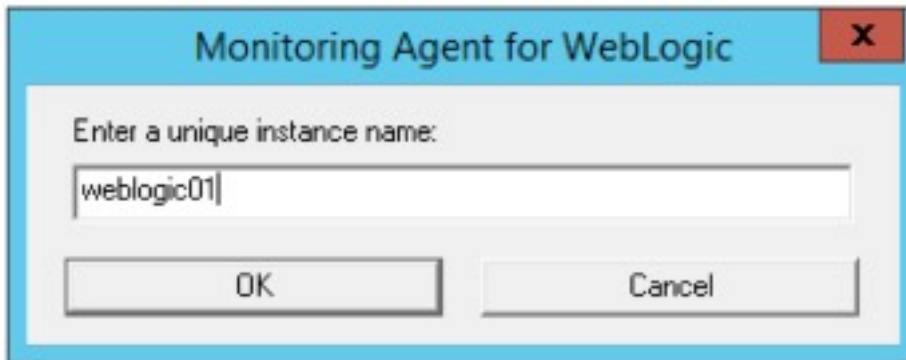 Monitoring Agent for WebLogic
x
Enter a unique instance name:
weblogic01
OK
Cancel